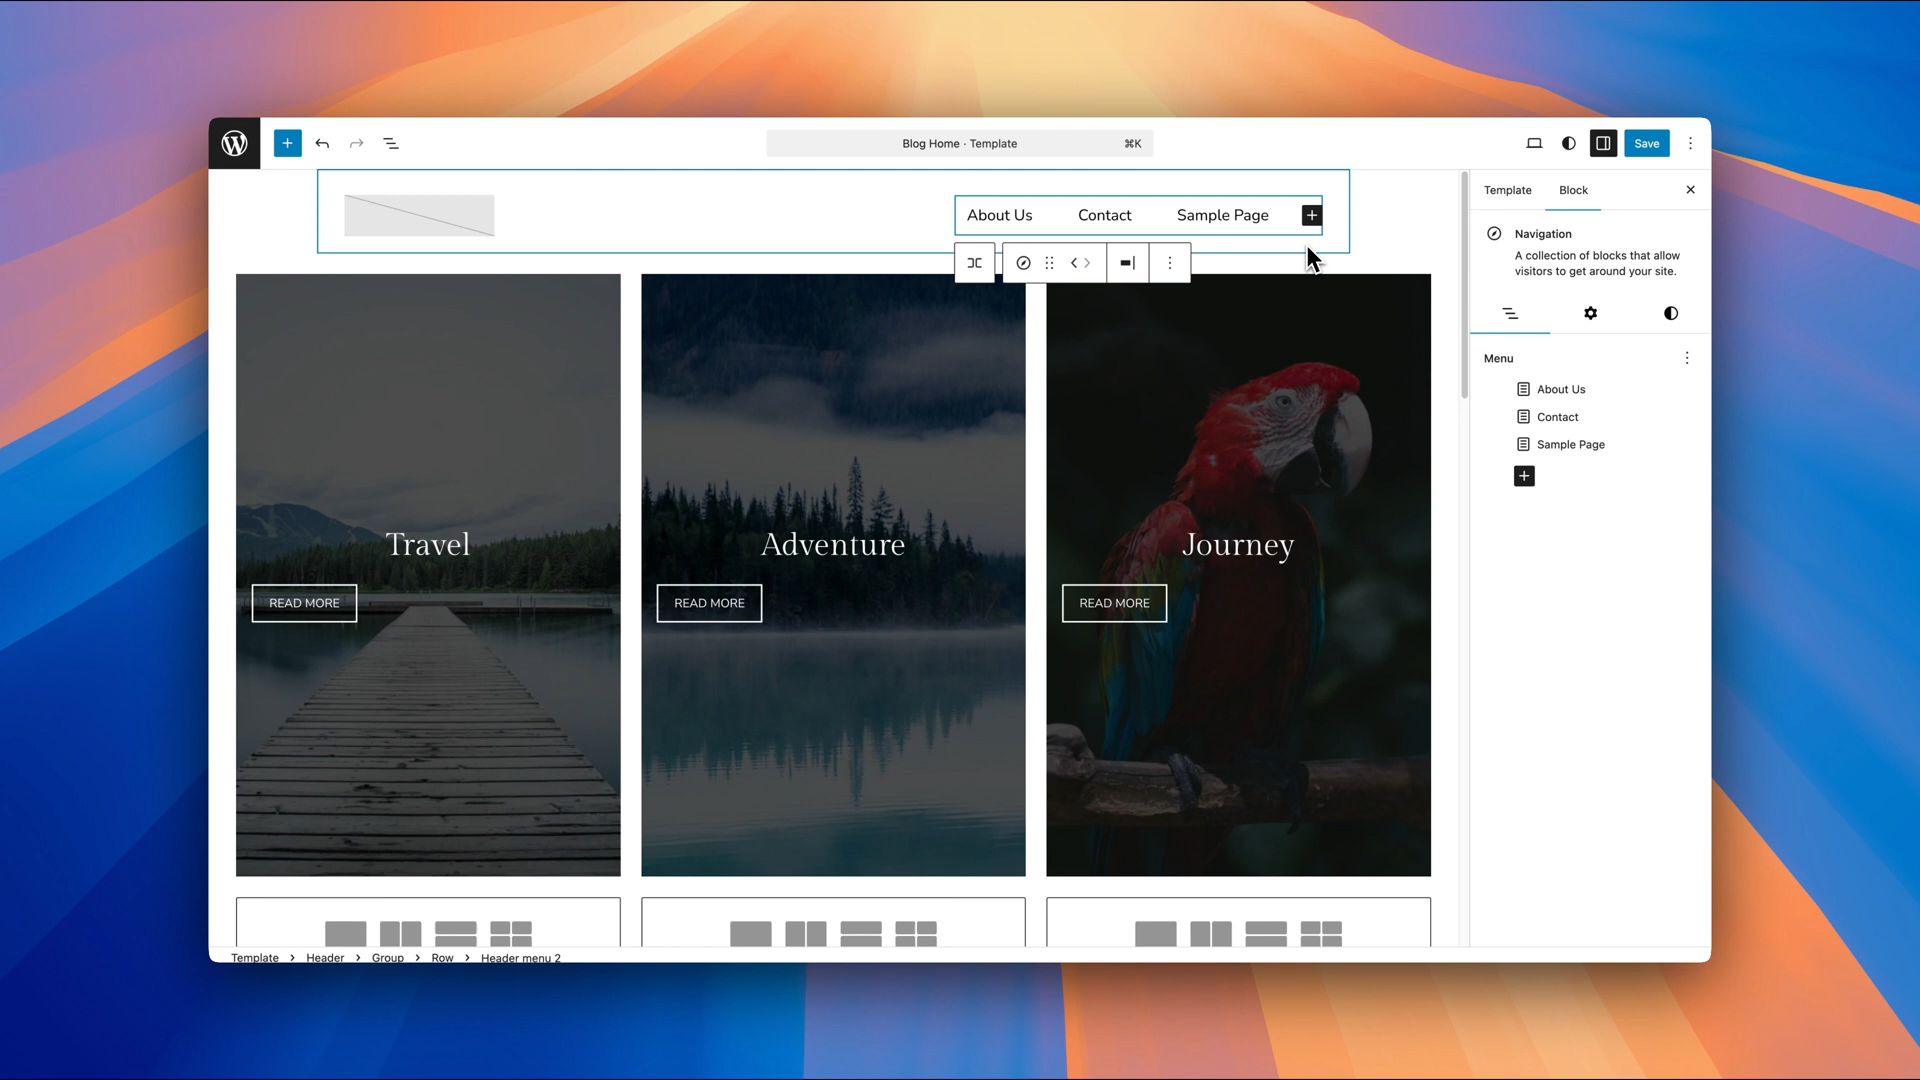 Blog Home · Template
⌘K
Save
About Us
Contact
Sample Page
Template
Block
Navigation
A collection of blocks that allow
visitors to get around your site.
Menu
About Us
Contact
Sample Page
Travel
Adventure
Journey
READ MORE
READ MORE
READ MORE
Template > Header > Group > Row > Header menu 2